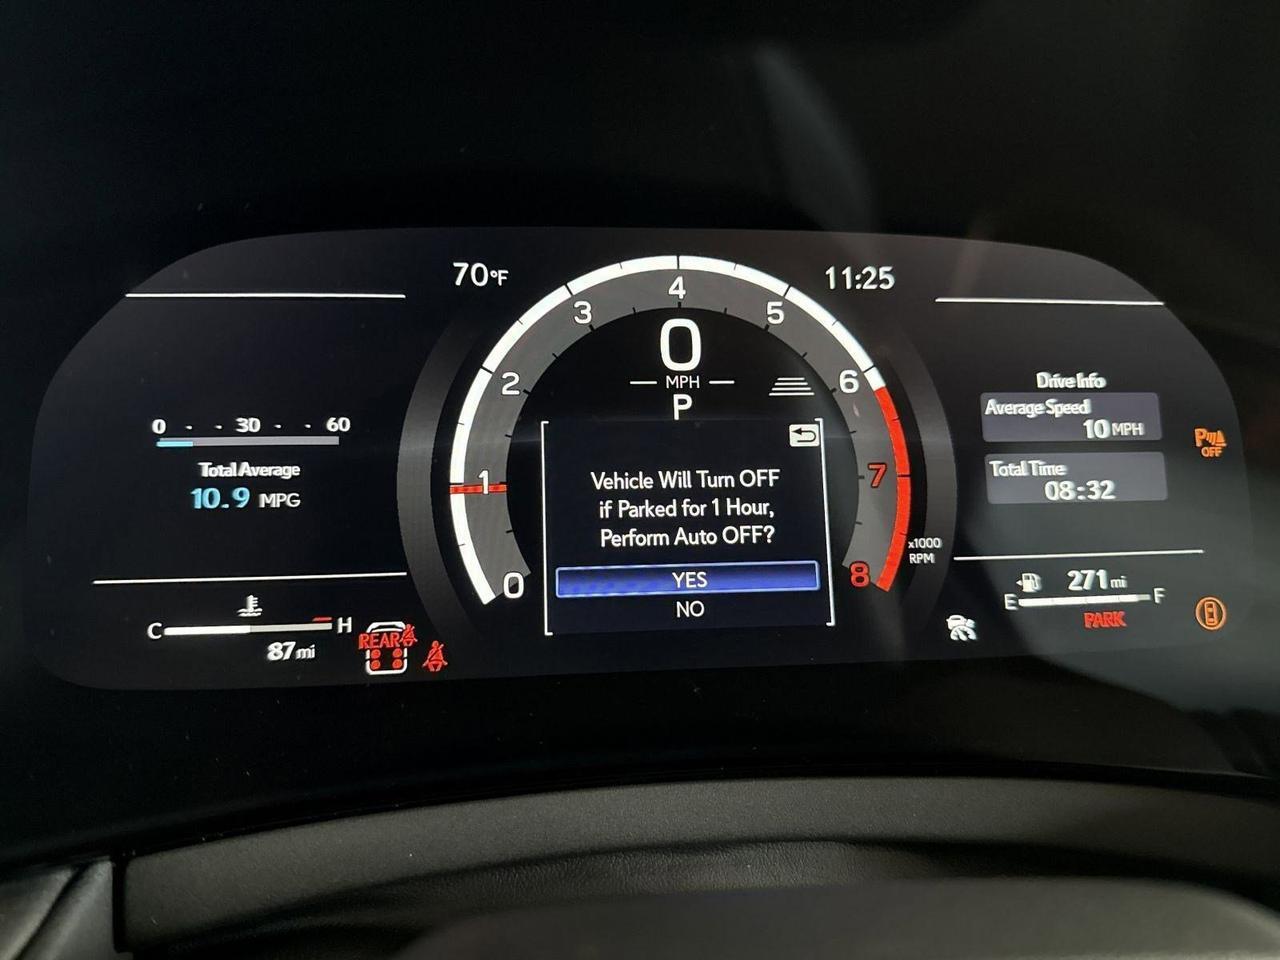 70°F
11:25
0 30 60
Total Average
10.9 MPG
C H
87 mi
REAR
0
1
2
3
4
5
6
7
8
x1000
RPM
0
MPH
P
Vehicle Will Turn OFF
if Parked for 1 Hour,
Perform Auto OFF?
YES
NO
Drive Info
Average Speed
10 MPH
Total Time
08:32
P
OFF
271 mi
E F
PARK